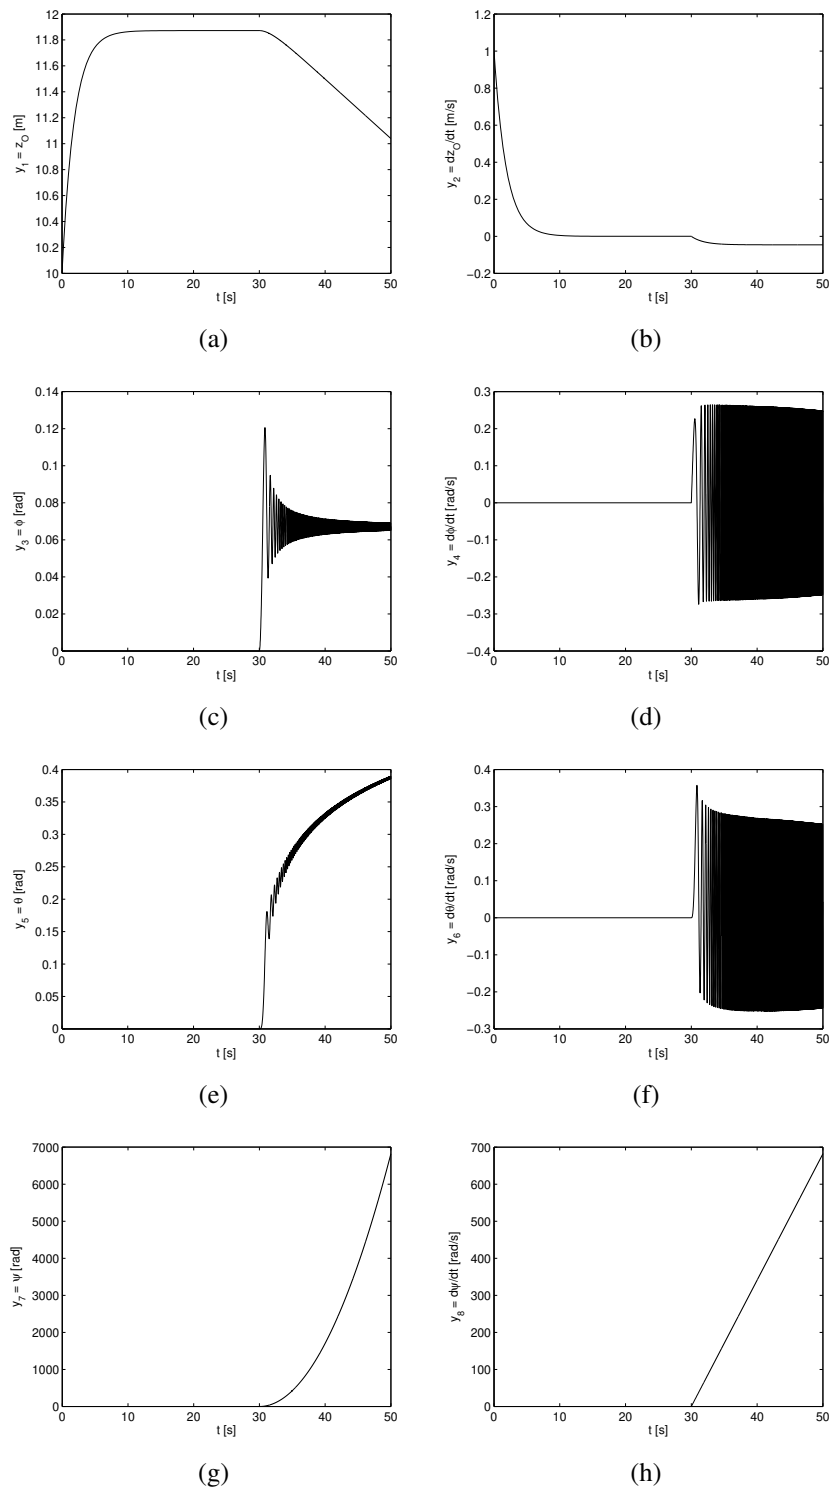 12
11.8
11.6
11.4
11.2
11
10.8
10.6
10.4
10.2
10
y₁ = z_O [m]
0 10 20 30 40 50
t [s]
(a)
1.2
1
0.8
0.6
0.4
0.2
0
−0.2
y₂ = dz_O/dt [m/s]
0 10 20 30 40 50
t [s]
(b)
0.14
0.12
0.1
0.08
0.06
0.04
0.02
0
y₃ = ϕ [rad]
0 10 20 30 40 50
t [s]
(c)
0.3
0.2
0.1
0
−0.1
−0.2
−0.3
−0.4
y₄ = dϕ/dt [rad/s]
0 10 20 30 40 50
t [s]
(d)
0.4
0.35
0.3
0.25
0.2
0.15
0.1
0.05
0
y₅ = θ [rad]
0 10 20 30 40 50
t [s]
(e)
0.4
0.3
0.2
0.1
0
−0.1
−0.2
−0.3
y₆ = dθ/dt [rad/s]
0 10 20 30 40 50
t [s]
(f)
7000
6000
5000
4000
3000
2000
1000
0
y₇ = ψ [rad]
0 10 20 30 40 50
t [s]
(g)
700
600
500
400
300
200
100
0
y₈ = dψ/dt [rad/s]
0 10 20 30 40 50
t [s]
(h)